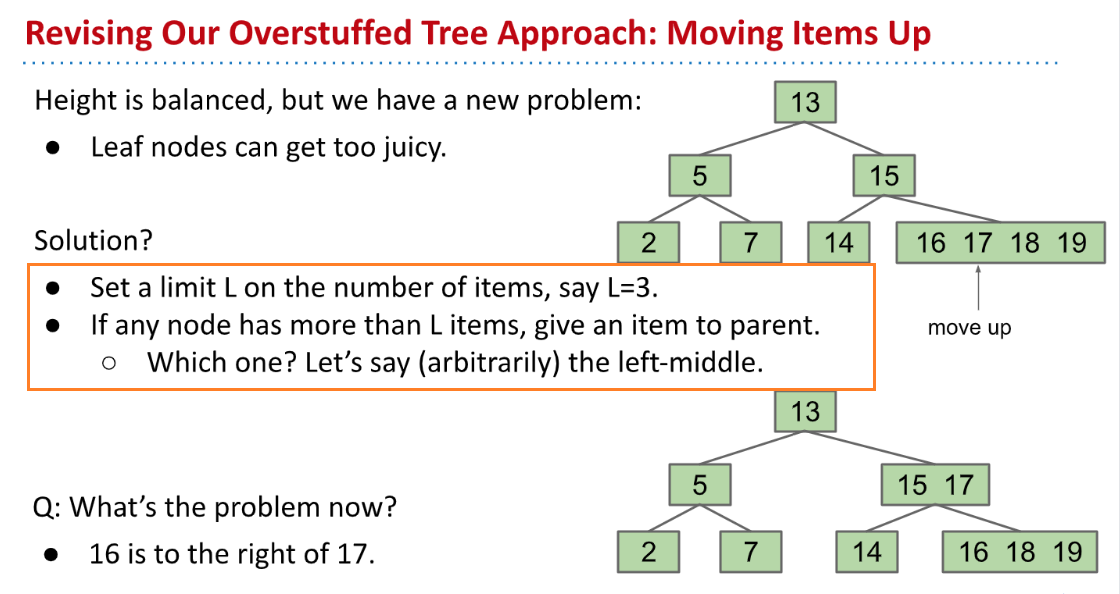 Revising Our Overstuffed Tree Approach: Moving Items Up
Height is balanced, but we have a new problem:
● Leaf nodes can get too juicy.
13
5
15
2
7
14
16 17 18 19
move up
Solution?
● Set a limit L on the number of items, say L=3.
● If any node has more than L items, give an item to parent.
○ Which one? Let’s say (arbitrarily) the left-middle.
13
5
15 17
2
7
14
16 18 19
Q: What’s the problem now?
● 16 is to the right of 17.